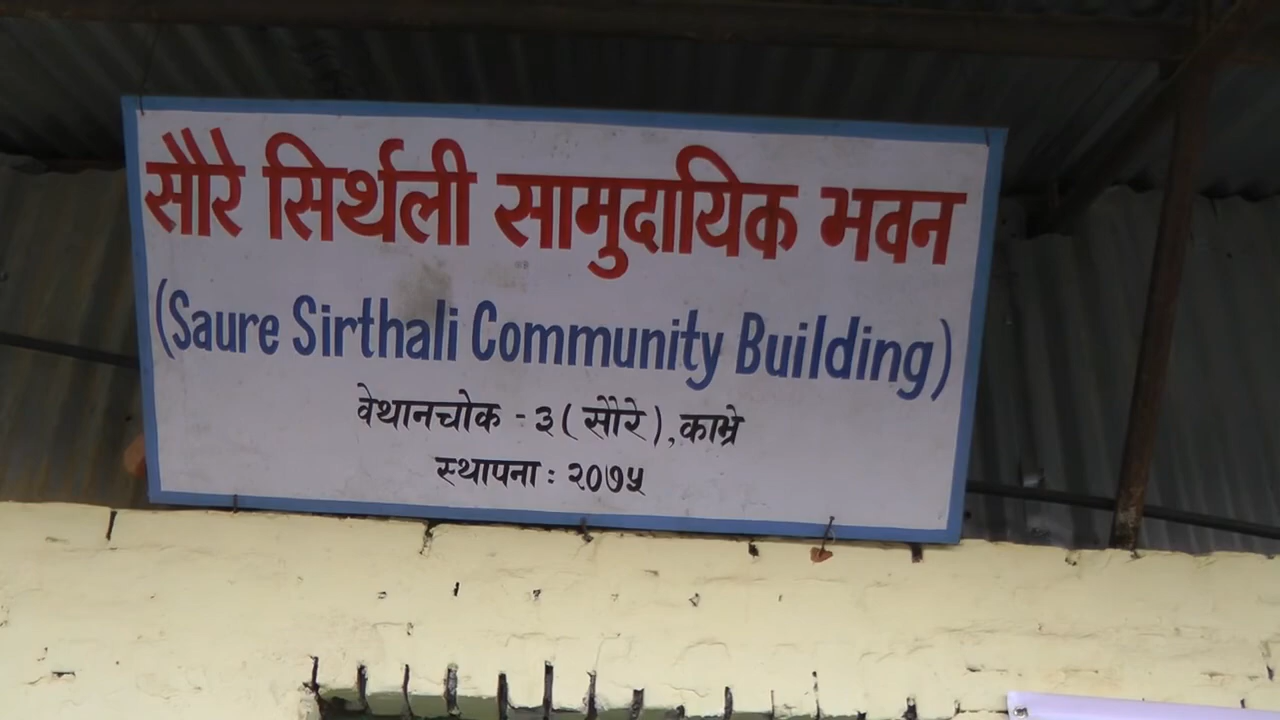 सौरे सिर्थली सामुदायिक भवन
(Saure Sirthali Community Building)
वेथानचोक - ३ (सौरे), काभ्रे
स्थापना : २०७५